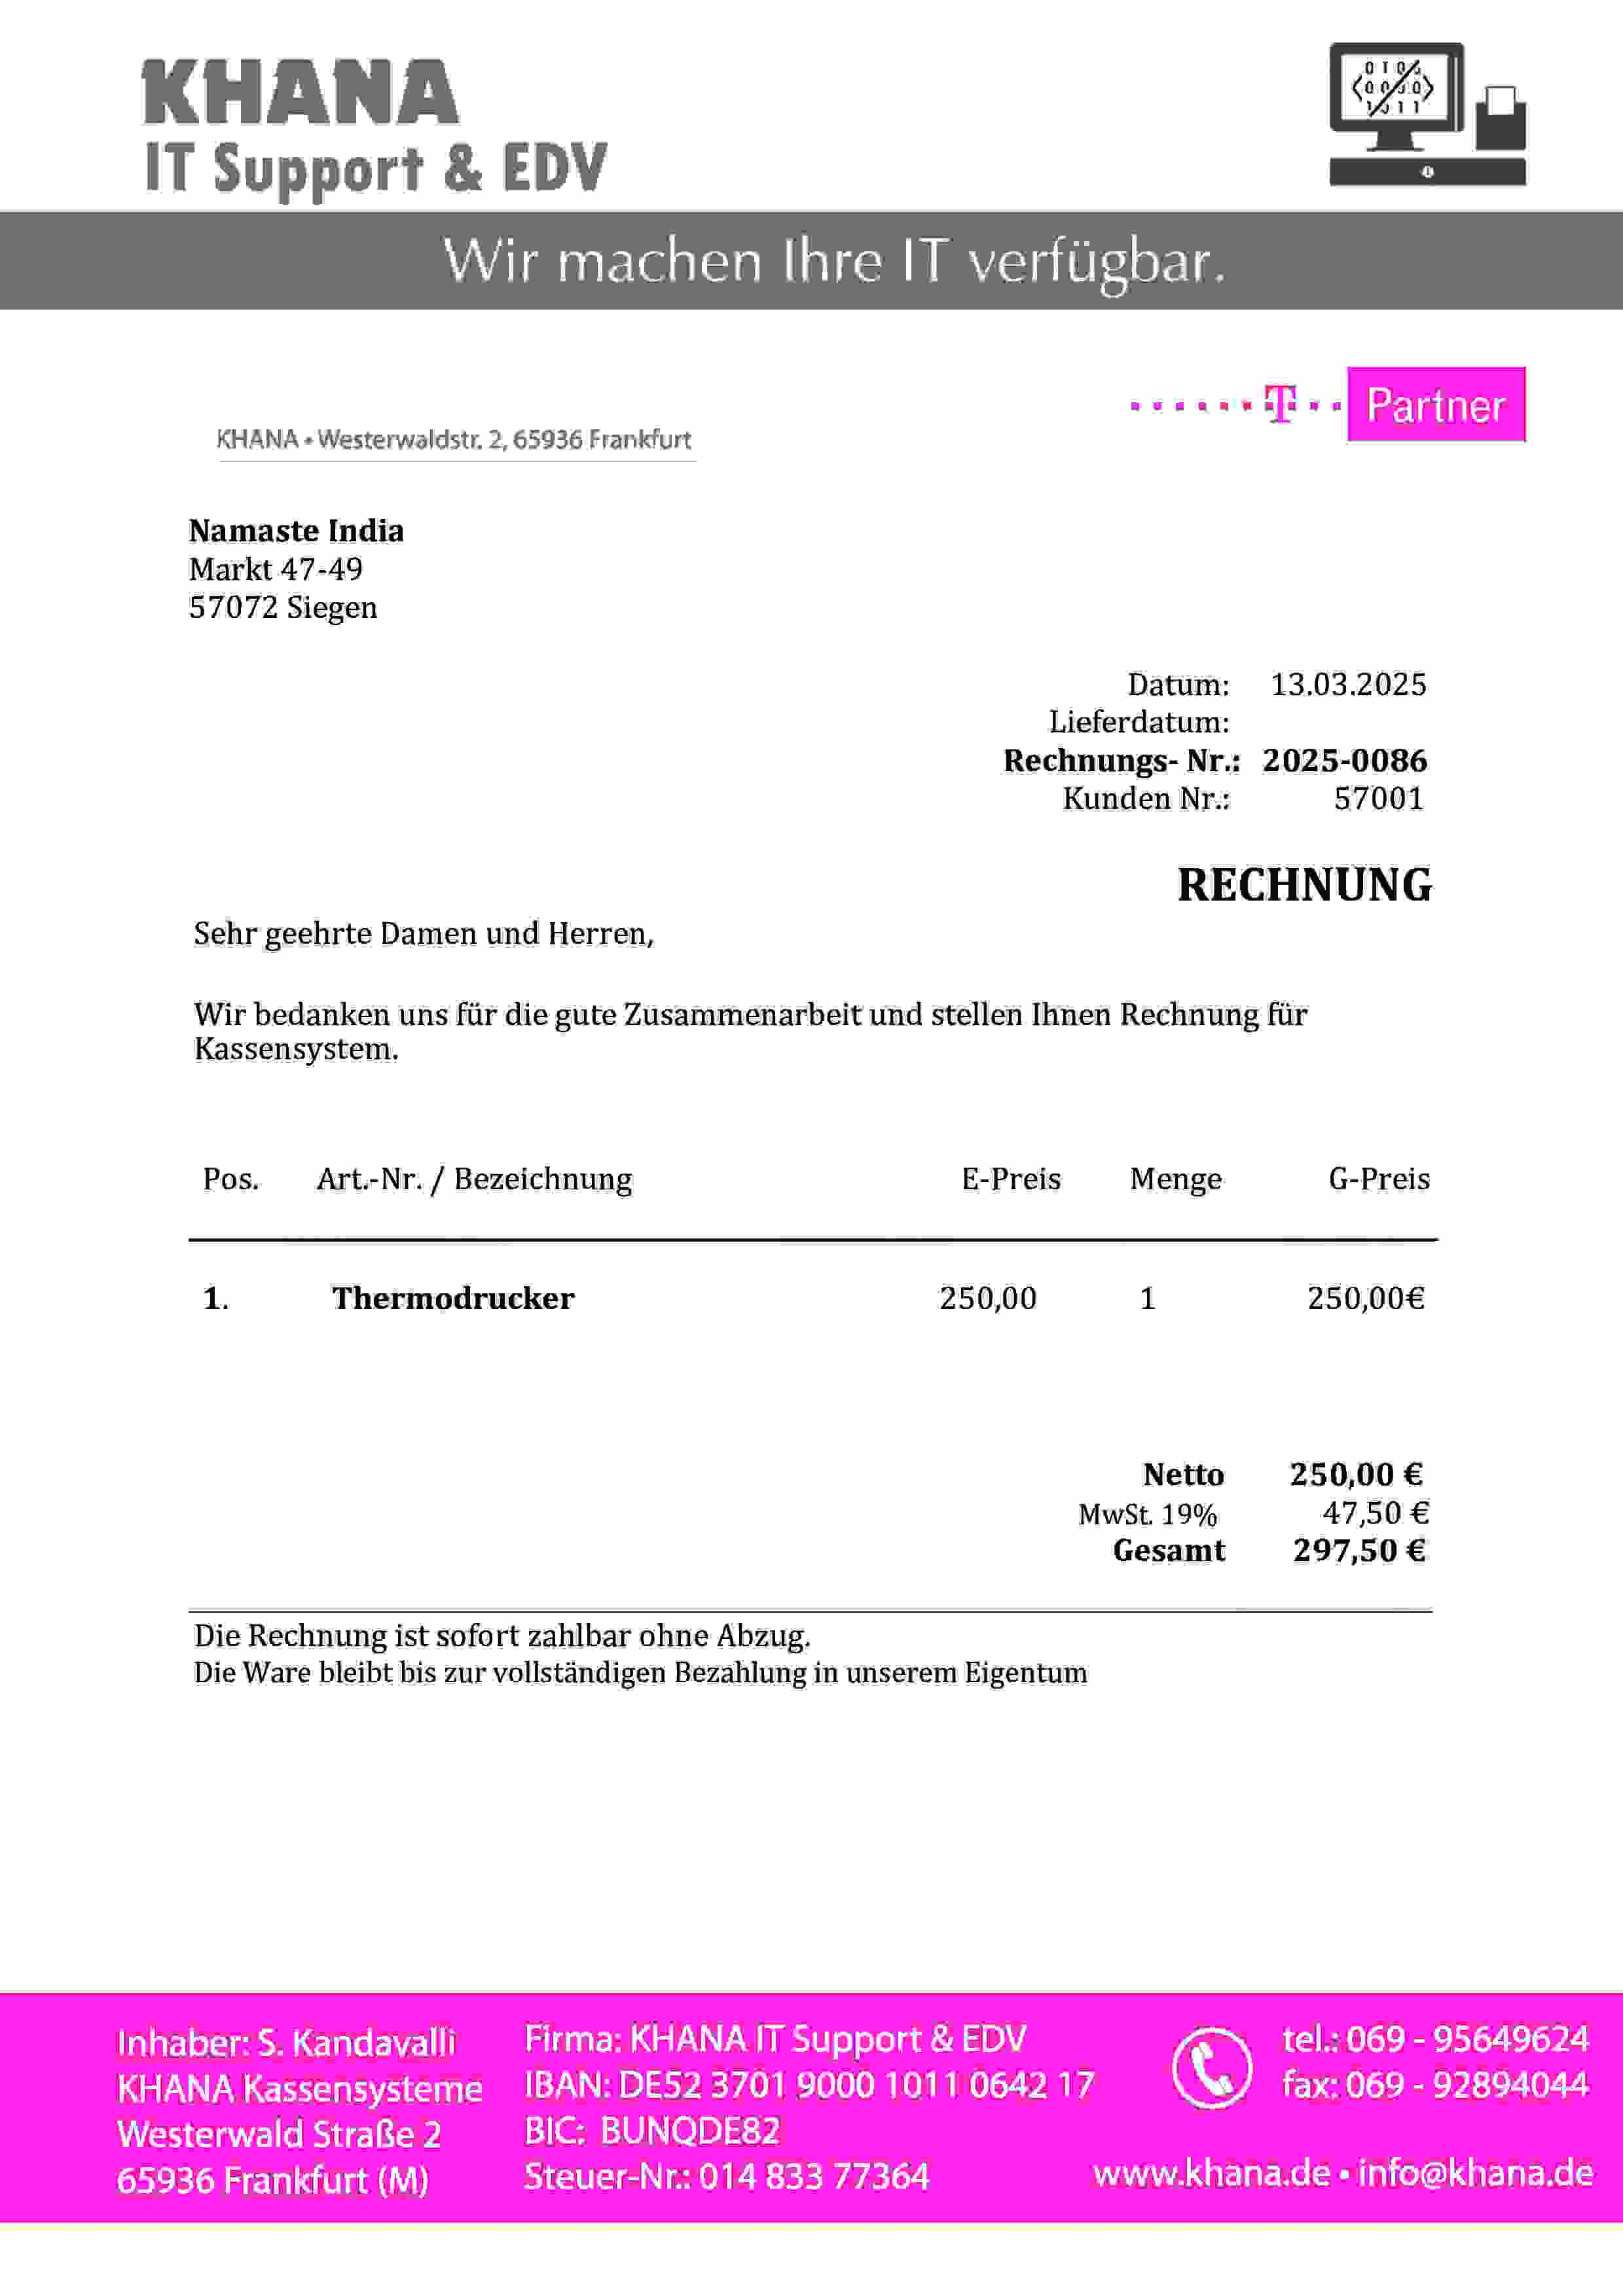 KHANA
IT Support & EDV
Wir machen Ihre IT verfügbar.
T Partner
KHANA • Westerwaldstr. 2, 65936 Frankfurt
Namaste India
Markt 47-49
57072 Siegen
Datum: 13.03.2025
Lieferdatum:
Rechnungs- Nr.: 2025-0086
Kunden Nr.: 57001
RECHNUNG
Sehr geehrte Damen und Herren,
Wir bedanken uns für die gute Zusammenarbeit und stellen Ihnen Rechnung für
Kassensystem.
Pos. Art.-Nr. / Bezeichnung E-Preis Menge G-Preis
1. Thermodrucker 250,00 1 250,00€
Netto 250,00 €
MwSt. 19% 47,50 €
Gesamt 297,50 €
Die Rechnung ist sofort zahlbar ohne Abzug.
Die Ware bleibt bis zur vollständigen Bezahlung in unserem Eigentum
Inhaber: S. Kandavalli
KHANA Kassensysteme
Westerwald Straße 2
65936 Frankfurt (M)
Firma: KHANA IT Support & EDV
IBAN: DE52 3701 9000 1011 0642 17
BIC: BUNQDE82
Steuer-Nr.: 014 833 77364
tel.: 069 - 95649624
fax: 069 - 92894044
www.khana.de • info@khana.de